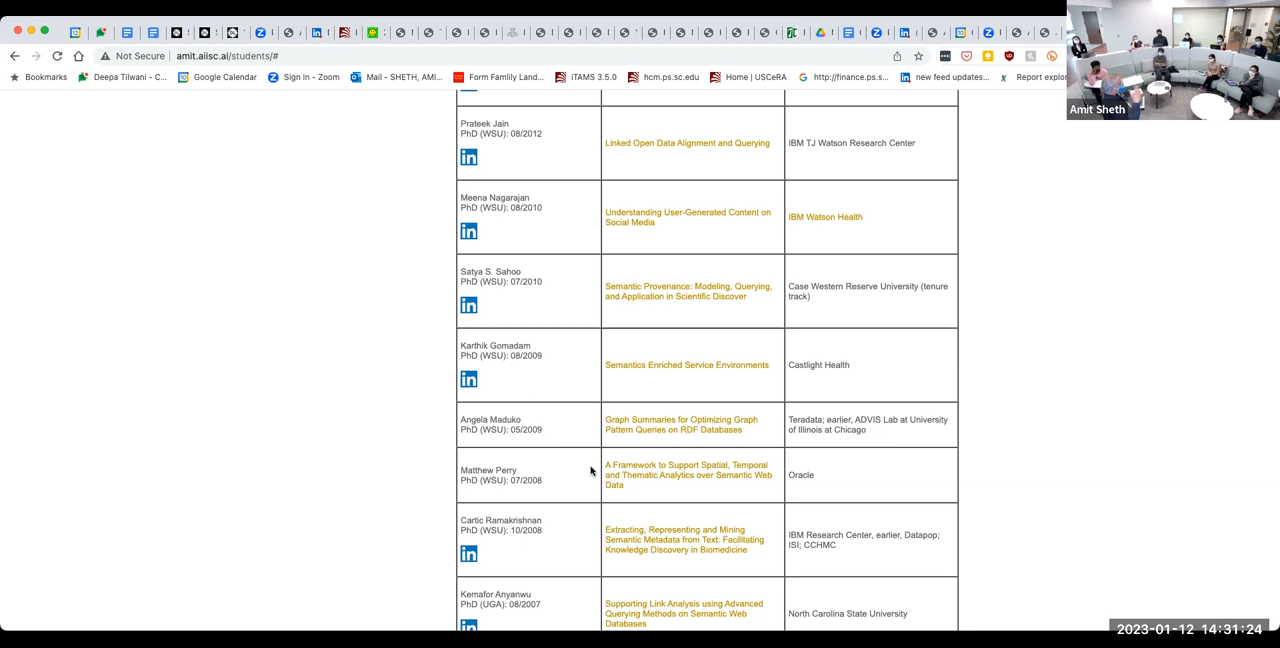 Not Secure | amit.aiisc.ai/students/#
Bookmarks
Deepa Tilwani - C...
Google Calendar
Sign In - Zoom
Mail - SHETH, AMI...
Form Famliy Land...
iTAMS 3.5.0
hcm.ps.sc.edu
Home | USCeRA
http://finance.ps.s...
new feed updates...
Report explor
Amit Sheth
Prateek Jain
PhD (WSU): 08/2012
Linked Open Data Alignment and Querying
IBM TJ Watson Research Center
Meena Nagarajan
PhD (WSU): 08/2010
Understanding User-Generated Content on
Social Media
IBM Watson Health
Satya S. Sahoo
PhD (WSU): 07/2010
Semantic Provenance: Modeling, Querying,
and Application in Scientific Discover
Case Western Reserve University (tenure
track)
Karthik Gomadam
PhD (WSU): 08/2009
Semantics Enriched Service Environments
Castlight Health
Angela Maduko
PhD (WSU): 05/2009
Graph Summaries for Optimizing Graph
Pattern Queries on RDF Databases
Teradata; earlier, ADVIS Lab at University
of Illinois at Chicago
Matthew Perry
PhD (WSU): 07/2008
A Framework to Support Spatial, Temporal
and Thematic Analytics over Semantic Web
Data
Oracle
Cartic Ramakrishnan
PhD (WSU): 10/2008
Extracting, Representing and Mining
Semantic Metadata from Text: Facilitating
Knowledge Discovery in Biomedicine
IBM Research Center, earlier, Datapop;
ISI; CCHMC
Kemafor Anyanwu
PhD (UGA): 08/2007
Supporting Link Analysis using Advanced
Querying Methods on Semantic Web
Databases
North Carolina State University
2023-01-12 14:31:24